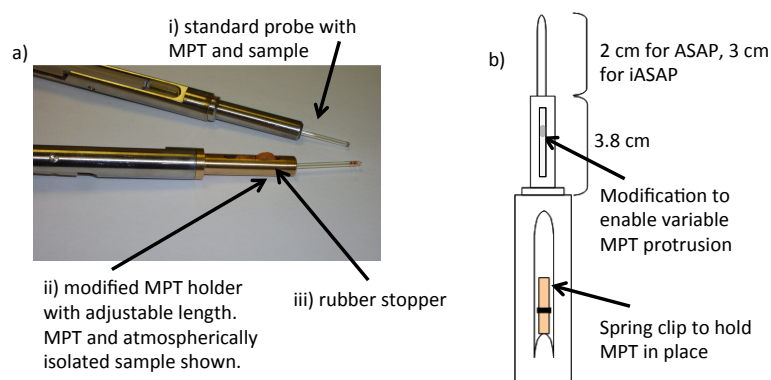 a)
i) standard probe with
MPT and sample
ii) modified MPT holder
with adjustable length.
MPT and atmospherically
isolated sample shown.
iii) rubber stopper
b)
2 cm for ASAP, 3 cm
for iASAP
3.8 cm
Modification to
enable variable
MPT protrusion
Spring clip to hold
MPT in place